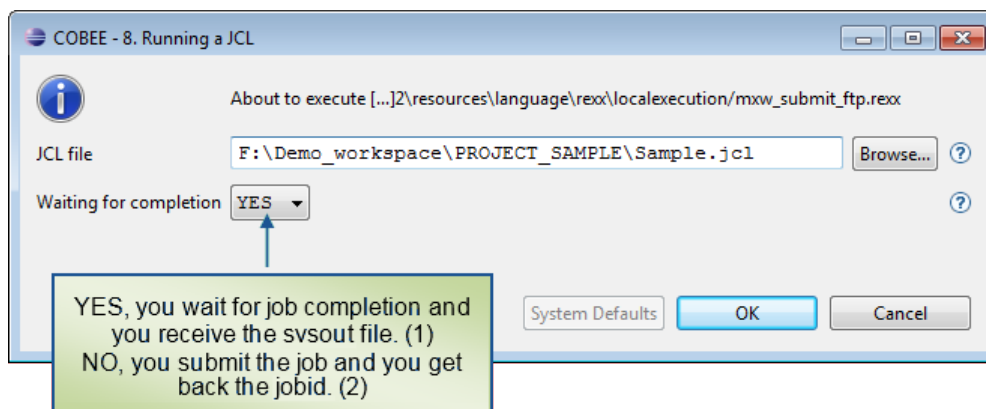 COBEE - 8. Running a JCL
About to execute [...]2\resources\language\rexx\localexecution/mxw_submit_ftp.rexx
JCL file F:\Demo_workspace\PROJECT_SAMPLE\Sample.jcl Browse... ?
Waiting for completion YES ?
YES, you wait for job completion and
you receive the svsout file. (1)
NO, you submit the job and you get
back the jobid. (2)
System Defaults OK Cancel